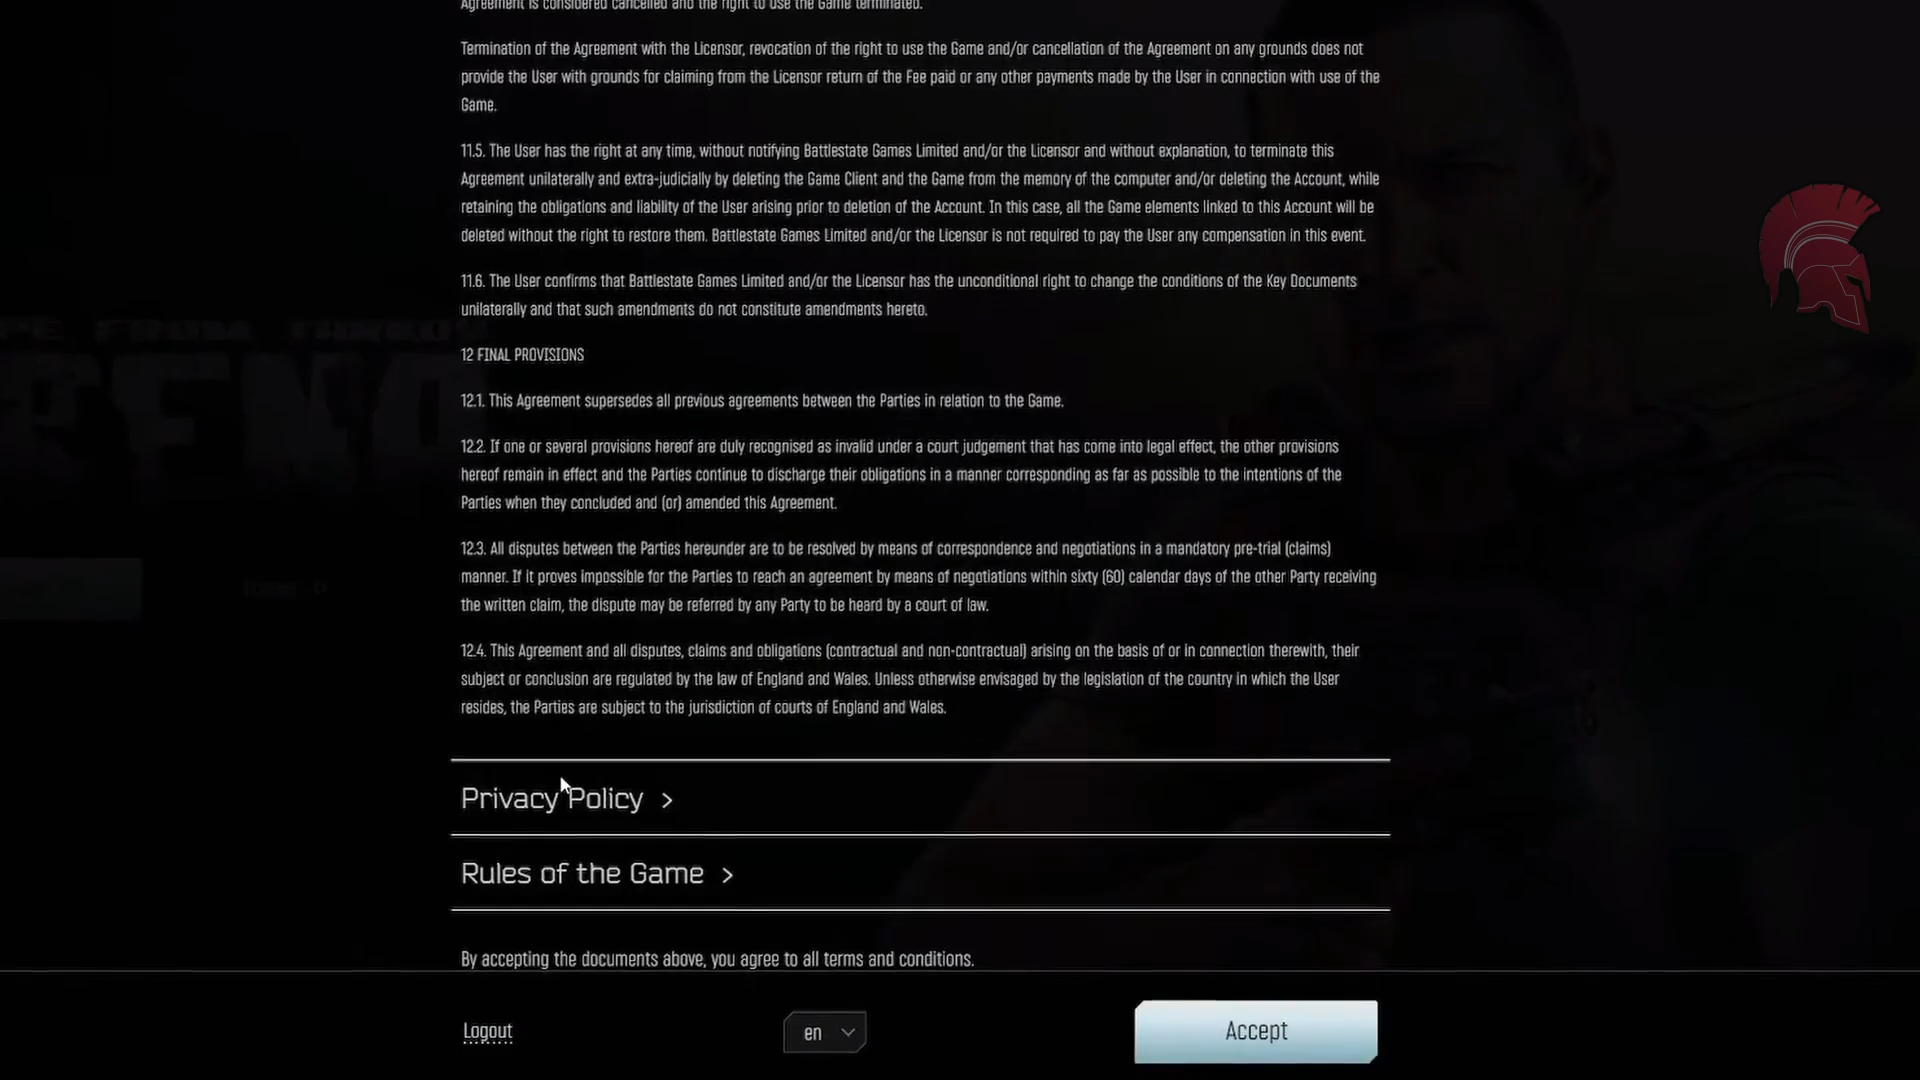 Agreement is considered cancelled and the right to use the Game terminated.
Termination of the Agreement with the Licensor, revocation of the right to use the Game and/or cancellation of the Agreement on any grounds does not
provide the User with grounds for claiming from the Licensor return of the Fee paid or any other payments made by the User in connection with use of the
Game.
11.5. The User has the right at any time, without notifying Battlestate Games Limited and/or the Licensor and without explanation, to terminate this
Agreement unilaterally and extra-judicially by deleting the Game Client and the Game from the memory of the computer and/or deleting the Account, while
retaining the obligations and liability of the User arising prior to deletion of the Account. In this case, all the Game elements linked to this Account will be
deleted without the right to restore them. Battlestate Games Limited and/or the Licensor is not required to pay the User any compensation in this event.
11.6. The User confirms that Battlestate Games Limited and/or the Licensor has the unconditional right to change the conditions of the Key Documents
unilaterally and that such amendments do not constitute amendments hereto.
12 FINAL PROVISIONS
12.1. This Agreement supersedes all previous agreements between the Parties in relation to the Game.
12.2. If one or several provisions hereof are duly recognised as invalid under a court judgement that has come into legal effect, the other provisions
hereof remain in effect and the Parties continue to discharge their obligations in a manner corresponding as far as possible to the intentions of the
Parties when they concluded and (or) amended this Agreement.
12.3. All disputes between the Parties hereunder are to be resolved by means of correspondence and negotiations in a mandatory pre-trial (claims)
manner. If it proves impossible for the Parties to reach an agreement by means of negotiations within sixty (60) calendar days of the other Party receiving
the written claim, the dispute may be referred by any Party to be heard by a court of law.
12.4. This Agreement and all disputes, claims and obligations (contractual and non-contractual) arising on the basis of or in connection therewith, their
subject or conclusion are regulated by the law of England and Wales. Unless otherwise envisaged by the legislation of the country in which the User
resides, the Parties are subject to the jurisdiction of courts of England and Wales.
Privacy Policy >
Rules of the Game >
By accepting the documents above, you agree to all terms and conditions.
Logout
en
Accept